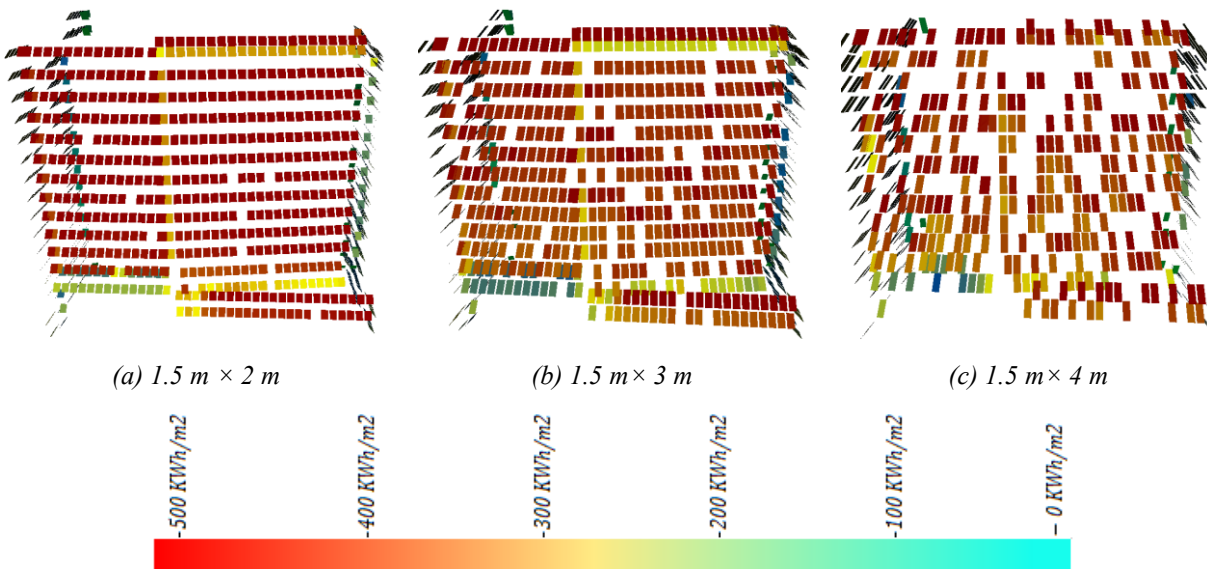 (a) 1.5 m × 2 m
(b) 1.5 m× 3 m
(c) 1.5 m× 4 m
-500 KWh/m2
-400 KWh/m2
-300 KWh/m2
-200 KWh/m2
-100 KWh/m2
- 0 KWh/m2